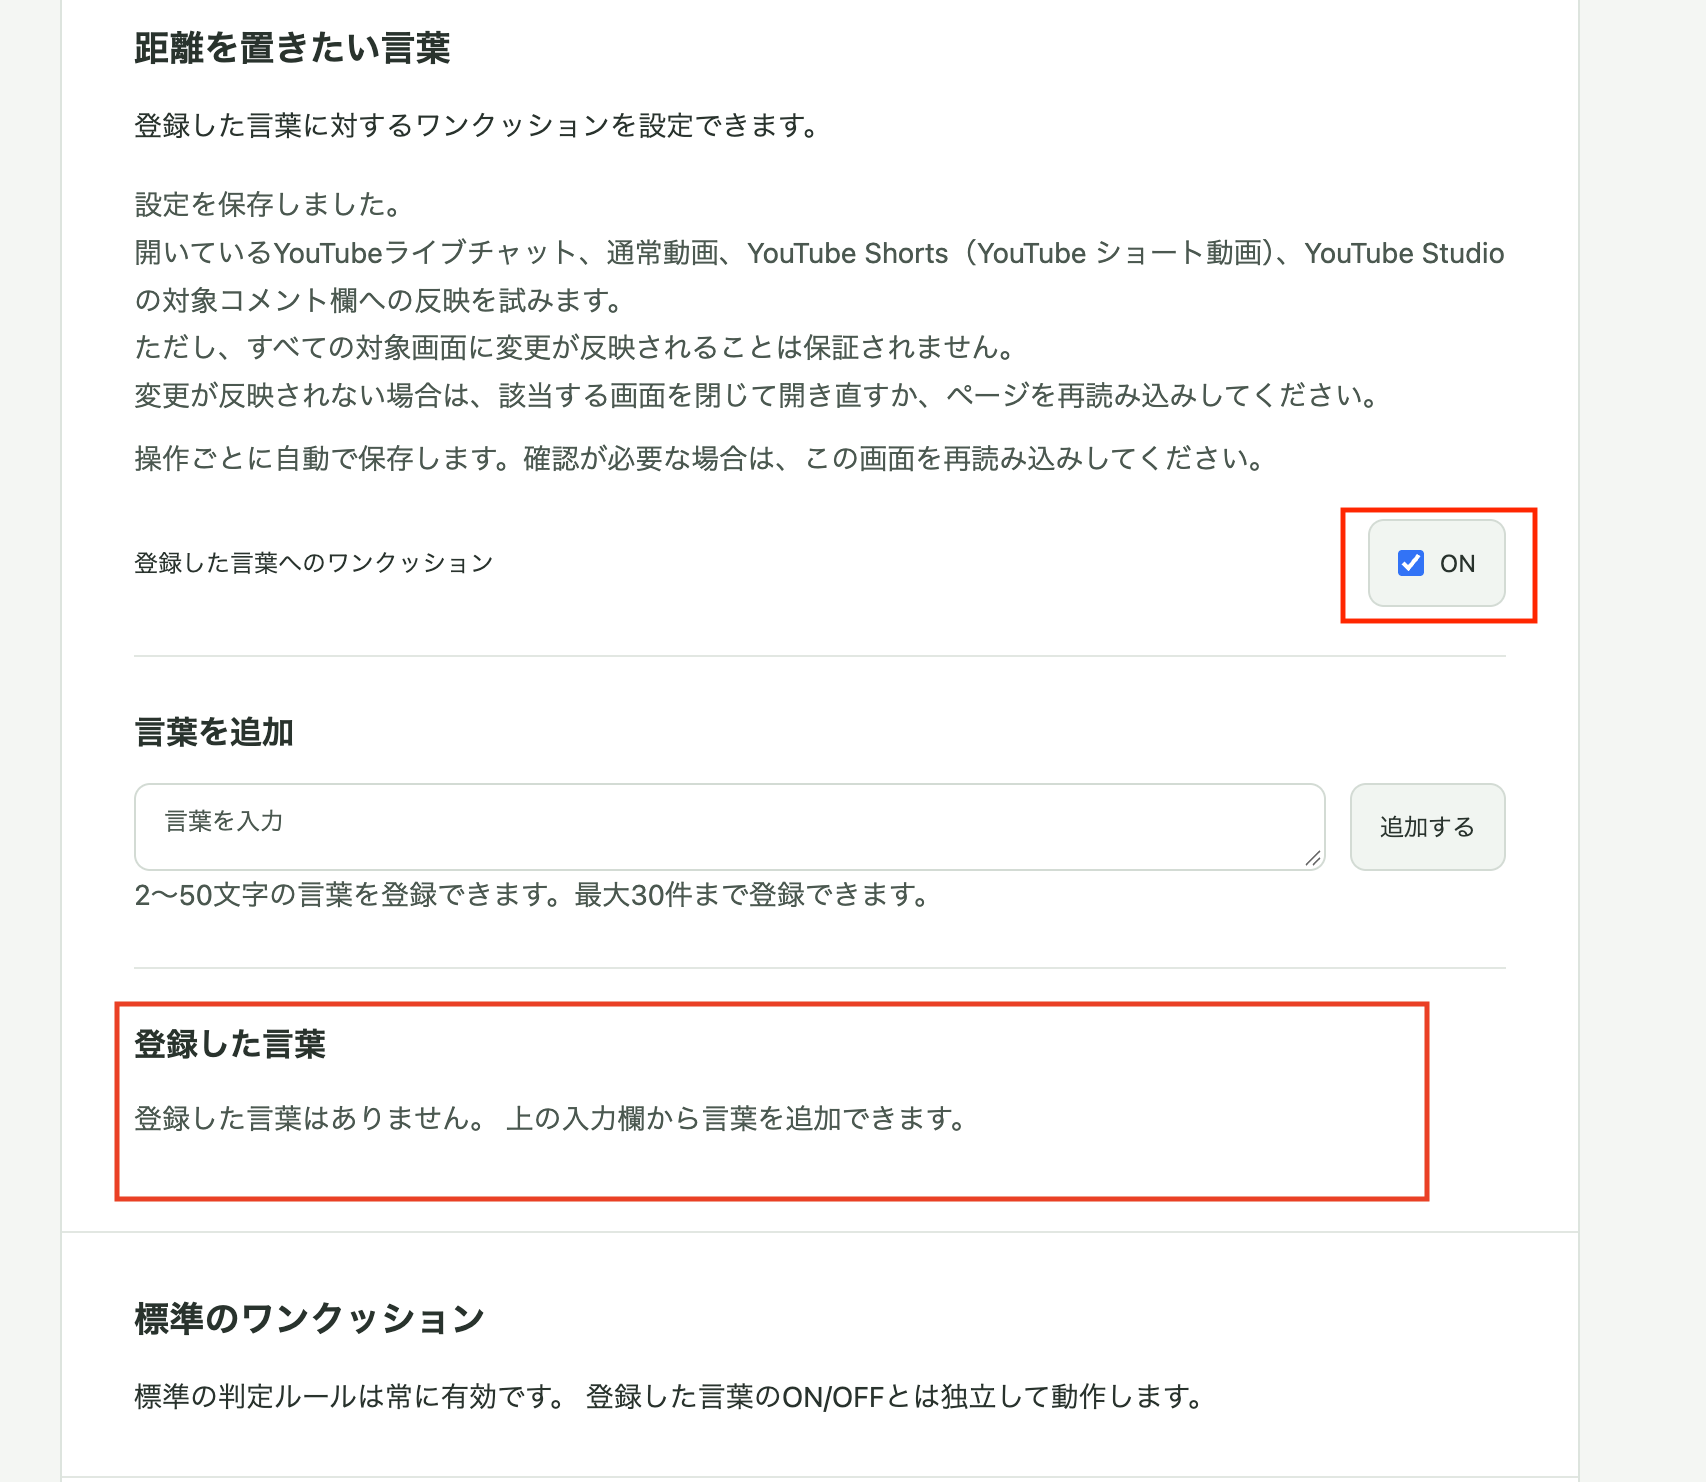 距離を置きたい言葉
登録した言葉に対するワンクッションを設定できます。
設定を保存しました。
開いているYouTubeライブチャット、通常動画、YouTube Shorts（YouTube ショート動画）、YouTube Studio
の対象コメント欄への反映を試みます。
ただし、すべての対象画面に変更が反映されることは保証されません。
変更が反映されない場合は、該当する画面を閉じて開き直すか、ページを再読み込みしてください。
操作ごとに自動で保存します。確認が必要な場合は、この画面を再読み込みしてください。
登録した言葉へのワンクッション
ON
言葉を追加
言葉を入力
追加する
2〜50文字の言葉を登録できます。最大30件まで登録できます。
登録した言葉
登録した言葉はありません。 上の入力欄から言葉を追加できます。
標準のワンクッション
標準の判定ルールは常に有効です。 登録した言葉のON/OFFとは独立して動作します。